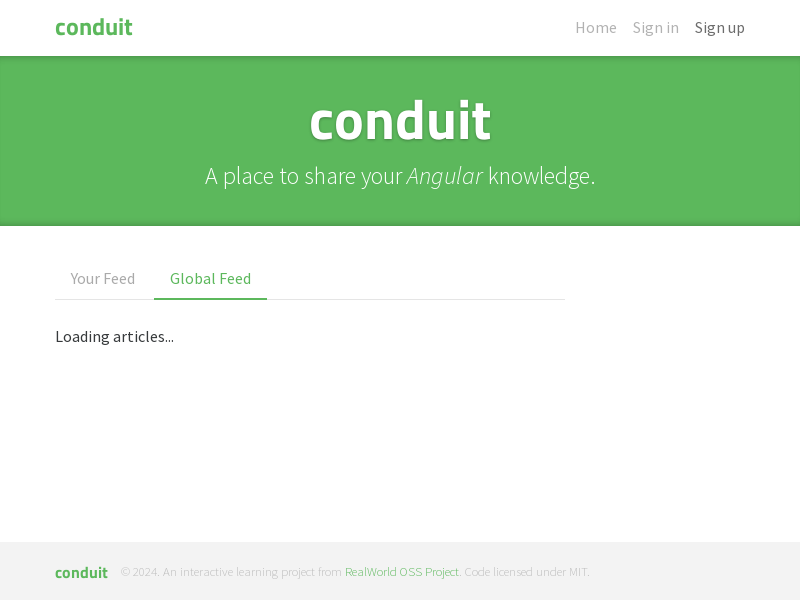 conduit Home Sign in Sign up
conduit
A place to share your Angular knowledge.
Your Feed Global Feed
Loading articles...
conduit © 2024. An interactive learning project from RealWorld OSS Project. Code licensed under MIT.